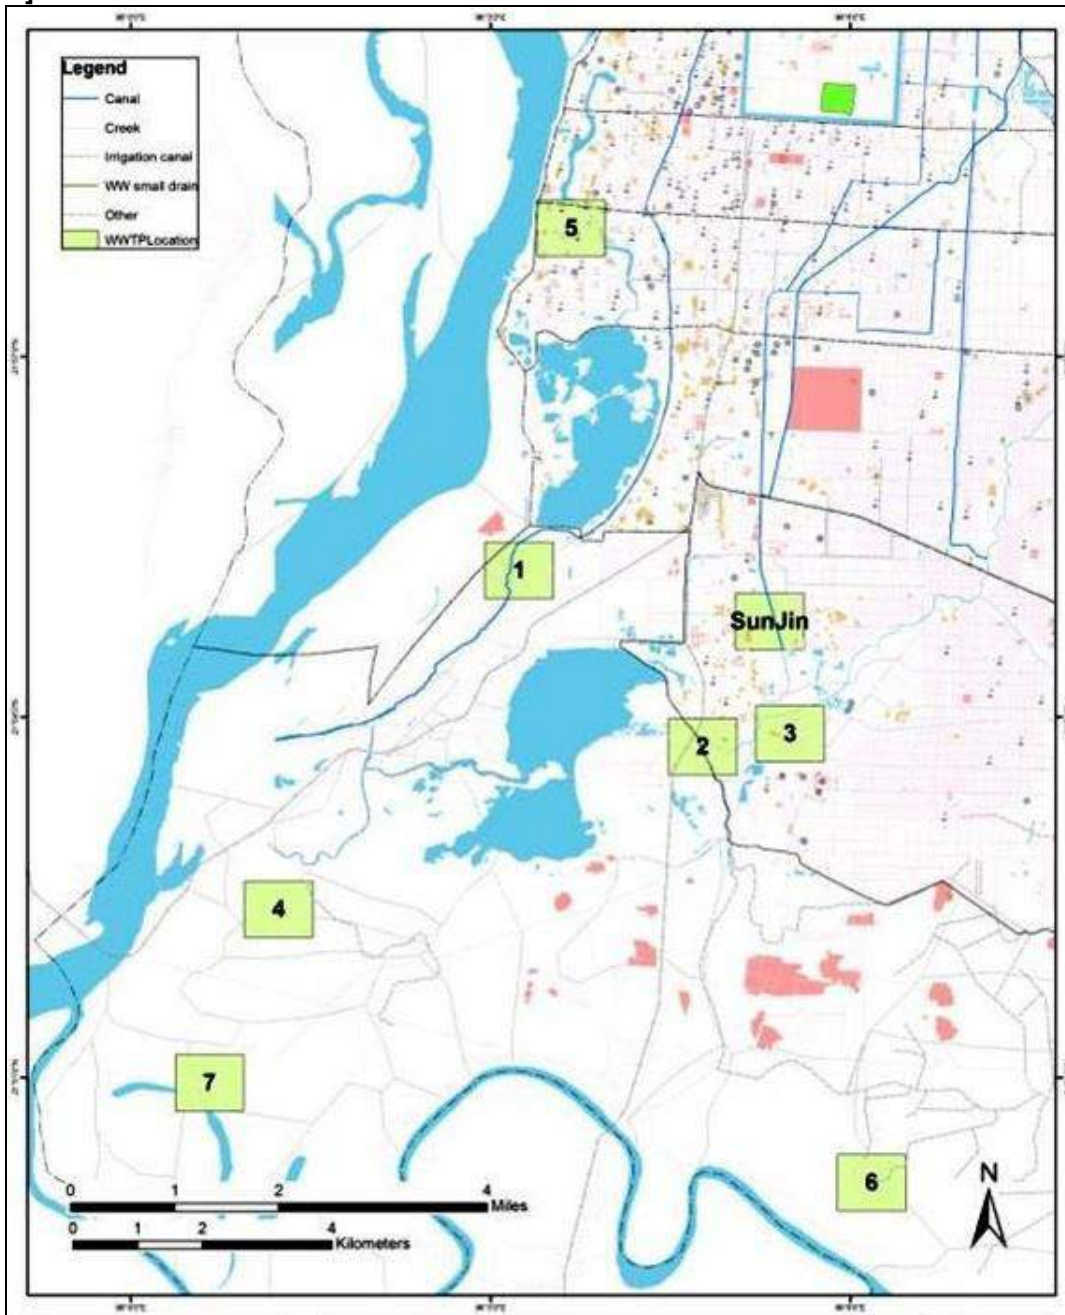 Legend
Canal
Creek
Irrigation canal
WW small drain
Other
WWTPLocation
5
1
SunJin
2
3
4
7
6
N
0 1 2 4
Miles
0 1 2 4
Kilometers